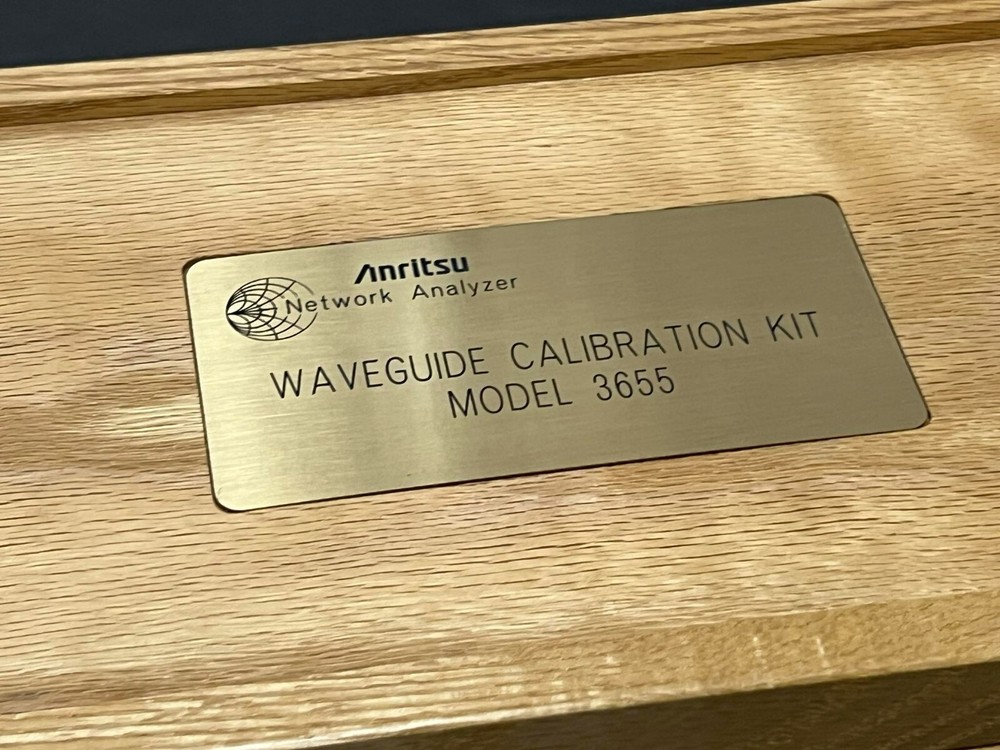 Anritsu
Network Analyzer
WAVEGUIDE CALIBRATION KIT
MODEL 3655